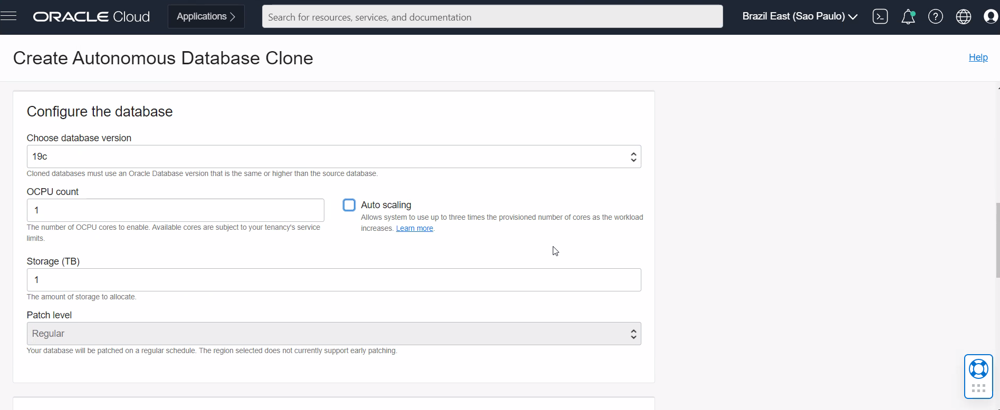 ORACLE Cloud
Applications
Search for resources, services, and documentation
Brazil East (Sao Paulo)
Create Autonomous Database Clone
Help
Configure the database
Choose database version
19c
Cloned databases must use an Oracle Database version that is the same or higher than the source database.
OCPU count
1
The number of OCPU cores to enable. Available cores are subject to your tenancy's service
limits.
Auto scaling
Allows system to use up to three times the provisioned number of cores as the workload
increases. Learn more.
Storage (TB)
1
The amount of storage to allocate.
Patch level
Regular
Your database will be patched on a regular schedule. The region selected does not currently support early patching.